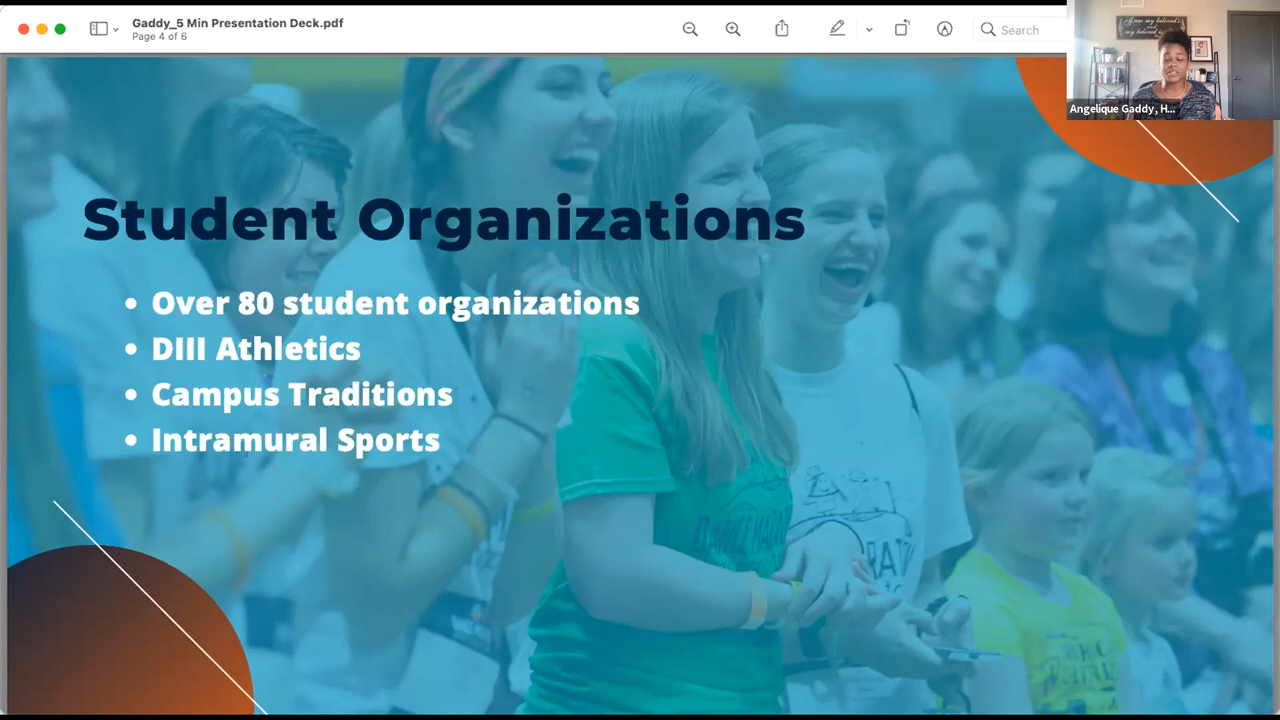 Gaddy_5 Min Presentation Deck.pdf
Page 4 of 6
Search
Angelique Gaddy, H...
Student Organizations
• Over 80 student organizations
• DIII Athletics
• Campus Traditions
• Intramural Sports